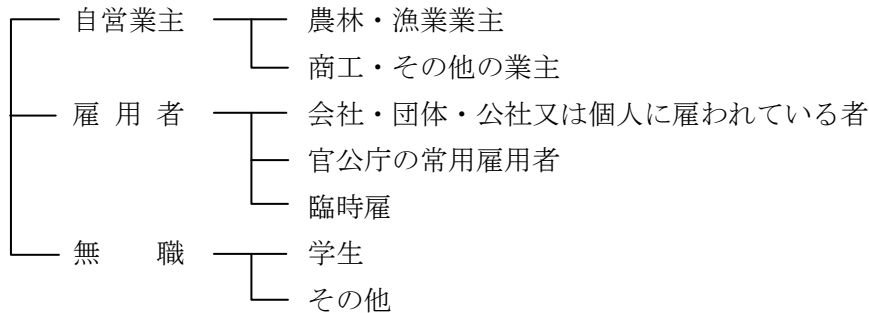 自営業主 農林・漁業業主
商工・その他の業主
雇用者 会社・団体・公社又は個人に雇われている者
官公庁の常用雇用者
臨時雇
無職 学生
その他